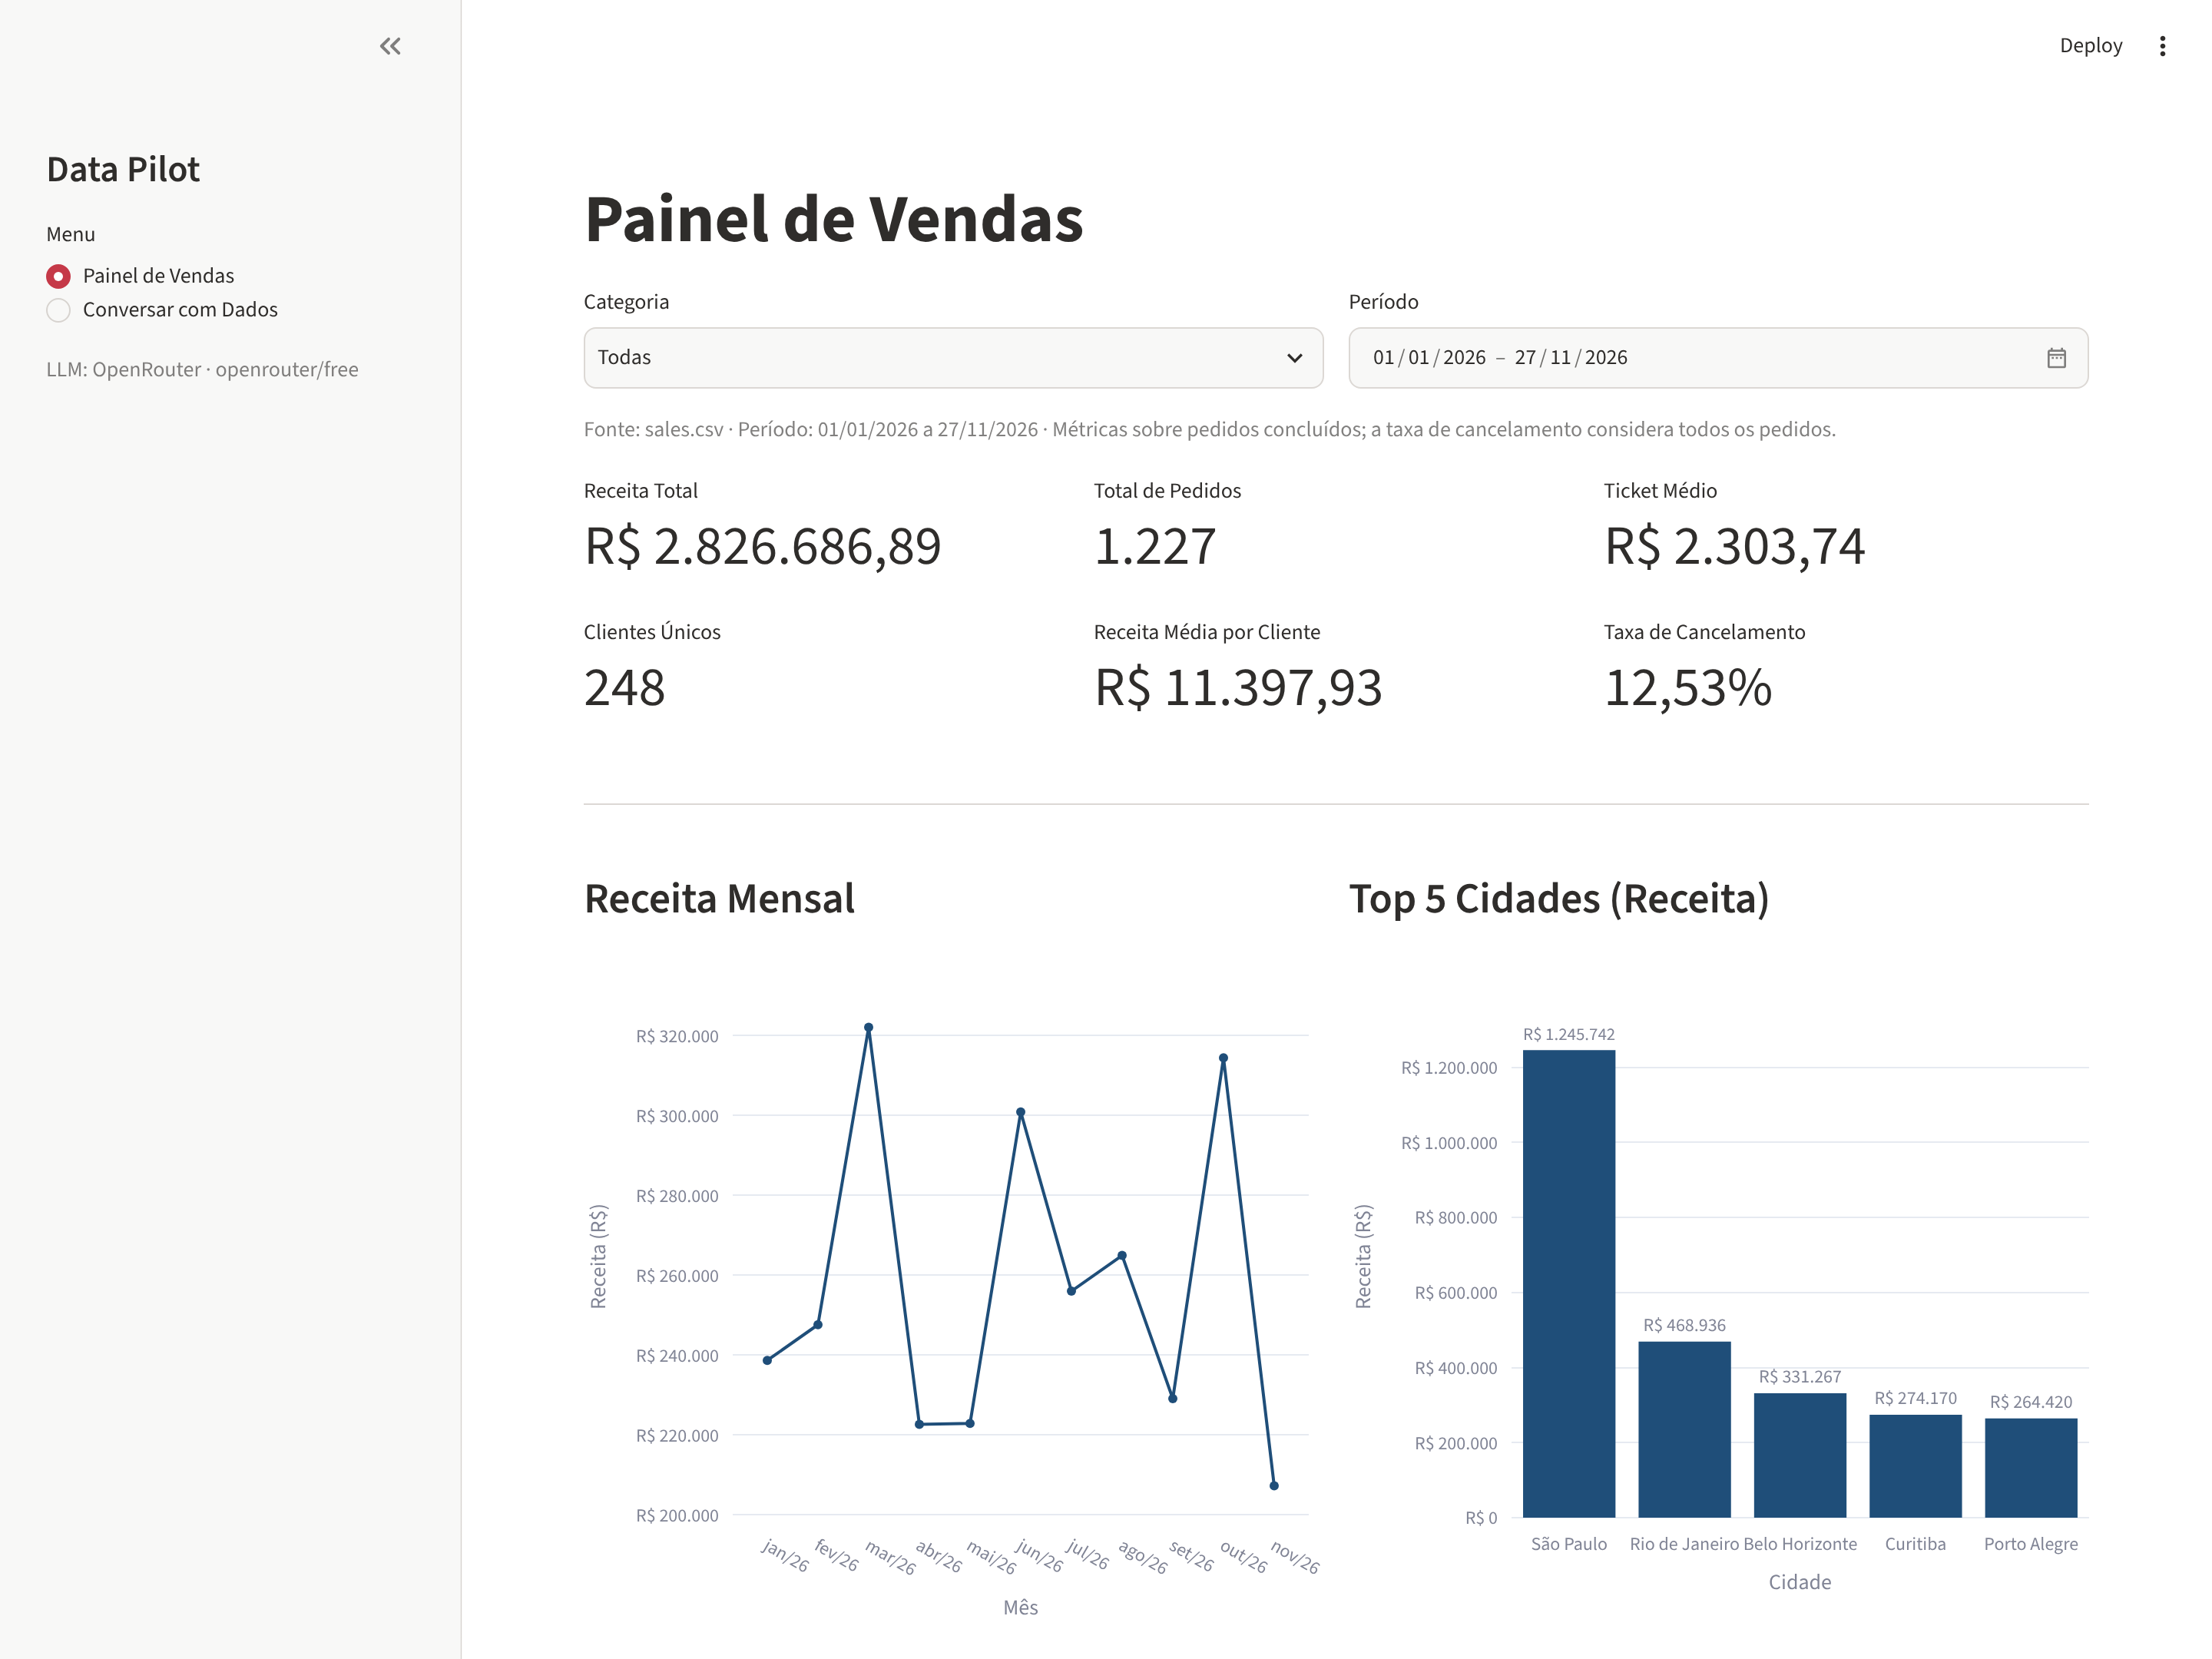 Deploy
Data Pilot
Menu
Painel de Vendas
Conversar com Dados
LLM: OpenRouter · openrouter/free
Painel de Vendas
Categoria
Todas
Período
01/01/2026 – 27/11/2026
Fonte: sales.csv · Período: 01/01/2026 a 27/11/2026 · Métricas sobre pedidos concluídos; a taxa de cancelamento considera todos os pedidos.
Receita Total
R$ 2.826.686,89
Total de Pedidos
1.227
Ticket Médio
R$ 2.303,74
Clientes Únicos
248
Receita Média por Cliente
R$ 11.397,93
Taxa de Cancelamento
12,53%
Receita Mensal
R$ 320.000
R$ 300.000
R$ 280.000
R$ 260.000
R$ 240.000
R$ 220.000
R$ 200.000
Receita (R$)
jan/26
fev/26
mar/26
abr/26
mai/26
jun/26
jul/26
ago/26
set/26
out/26
nov/26
Mês
Top 5 Cidades (Receita)
R$ 1.200.000
R$ 1.000.000
R$ 800.000
R$ 600.000
R$ 400.000
R$ 200.000
R$ 0
Receita (R$)
R$ 1.245.742
R$ 468.936
R$ 331.267
R$ 274.170
R$ 264.420
São Paulo
Rio de Janeiro
Belo Horizonte
Curitiba
Porto Alegre
Cidade